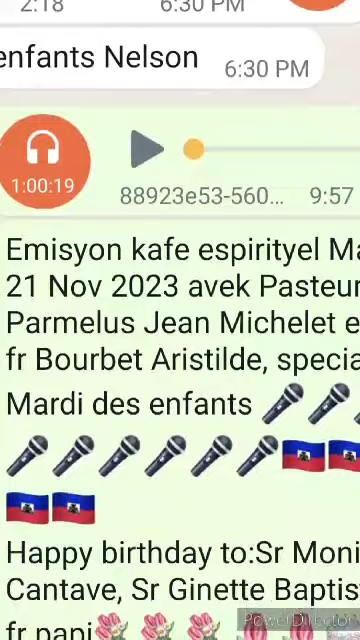 2:18 6:30 PM
enfants Nelson 6:30 PM
1:00:19
88923e53-560... 9:57
Emisyon kafe espirityel Ma
21 Nov 2023 avek Pasteur
Parmelus Jean Michelet e
fr Bourbet Aristilde, specia
Mardi des enfants
Happy birthday to:Sr Moni
Cantave, Sr Ginette Baptis
fr papi
PowerDirector